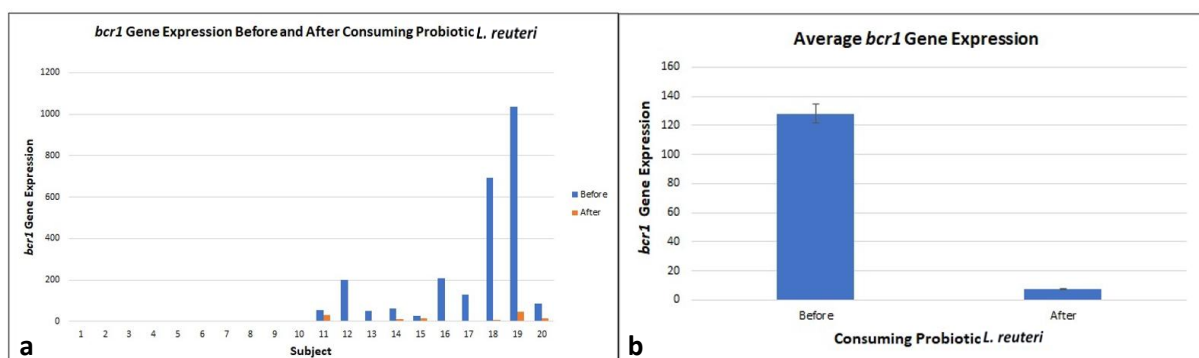 bcr1 Gene Expression Before and After Consuming Probiotic L. reuteri
1200
1000
800
600
400
200
0
bcr1 Gene Expression
1 2 3 4 5 6 7 8 9 10 11 12 13 14 15 16 17 18 19 20
Subject
Before
After
a
Average bcr1 Gene Expression
160
140
120
100
80
60
40
20
0
bcr1 Gene Expression
Before After
Consuming Probiotic L. reuteri
b